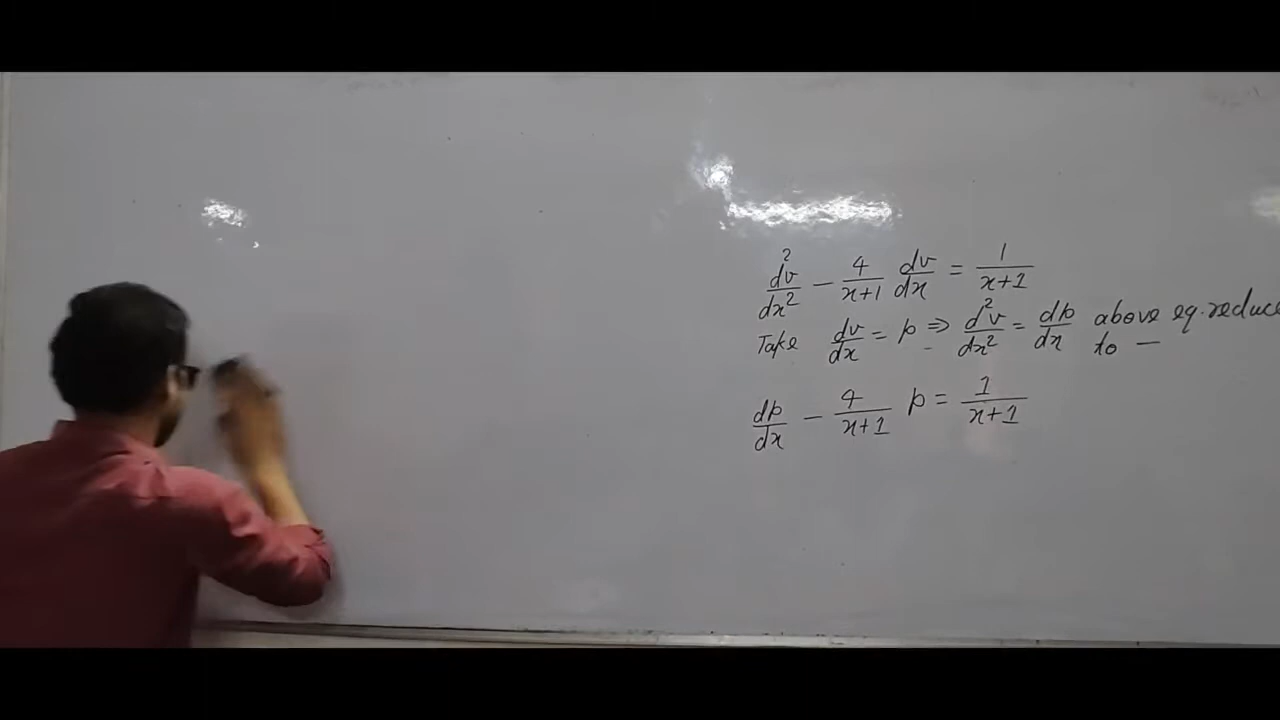 d²v/dx² - 4/x+1 dv/dx = 1/x+1
Take dv/dx = p ⇒ d²v/dx² = dp/dx above eq. reduce to —
dp/dx - 4/x+1 p = 1/x+1